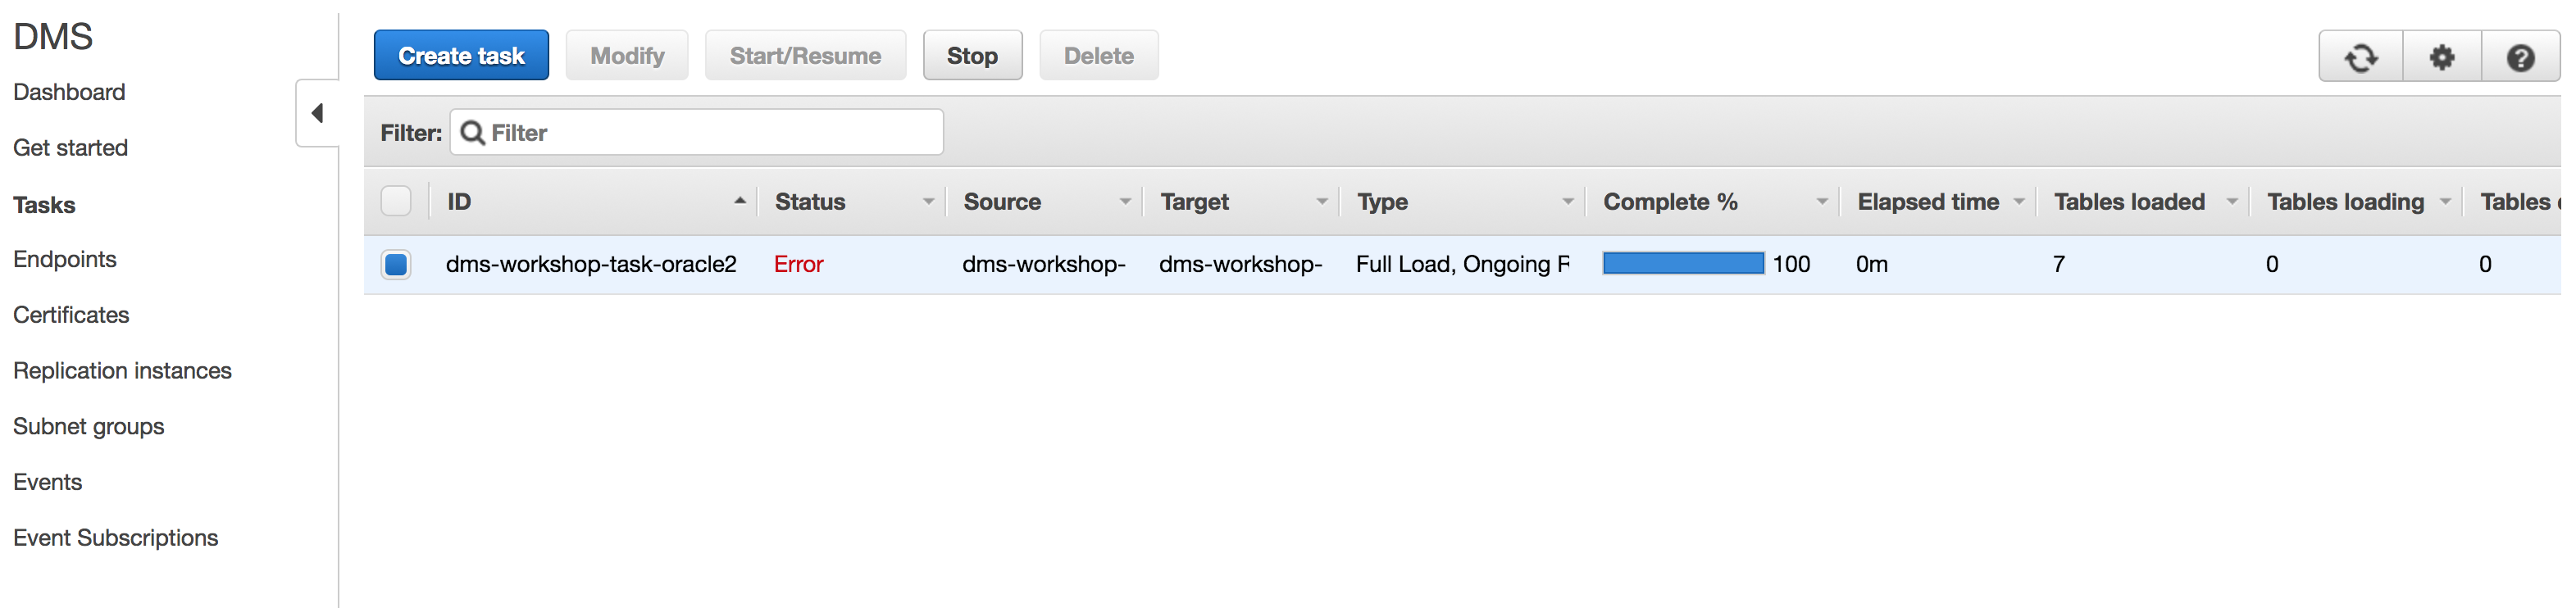 DMS
Dashboard
Get started
Tasks
Endpoints
Certificates
Replication instances
Subnet groups
Events
Event Subscriptions
Create task Modify Start/Resume Stop Delete
Filter: Filter
ID Status Source Target Type Complete % Elapsed time Tables loaded Tables loading Tables
dms-workshop-task-oracle2 Error dms-workshop- dms-workshop- Full Load, Ongoing 100 0m 7 0 0